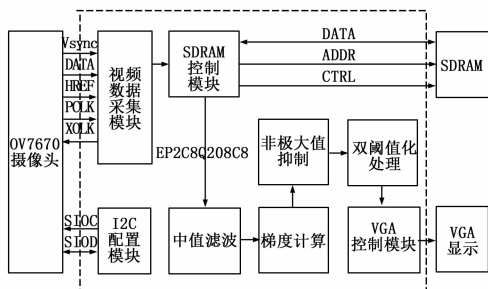 Vsync
DATA
HREF
PCLK
XCLK
OV7670
摄像头
SIOC
SIOD
视频
数据
采集
模块
I2C
配置
模块
SDRAM
控制
模块
EP2C8Q208C8
中值滤波
梯度计算
非极大值
抑制
双阈值化
处理
VGA
控制模块
DATA
ADDR
CTRL
SDRAM
VGA
显示